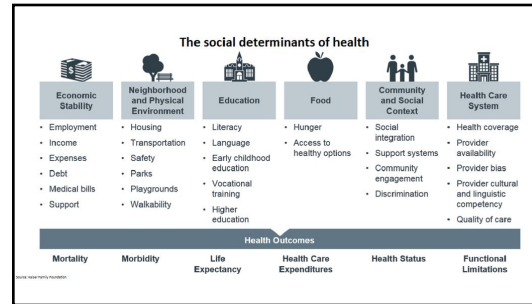 The social determinants of health
Economic
Stability
Neighborhood
and Physical
Environment
Education
Food
Community
and Social
Context
Health Care
System
• Employment
• Income
• Expenses
• Debt
• Medical bills
• Support
• Housing
• Transportation
• Safety
• Parks
• Playgrounds
• Walkability
• Literacy
• Language
• Early childhood
education
• Vocational
training
• Higher
education
• Hunger
• Access to
healthy options
• Social
integration
• Support systems
• Community
engagement
• Discrimination
• Health coverage
• Provider
availability
• Provider bias
• Provider cultural
and linguistic
competency
• Quality of care
Health Outcomes
Mortality
Morbidity
Life
Expectancy
Health Care
Expenditures
Health Status
Functional
Limitations
Source: Kaiser Family Foundation